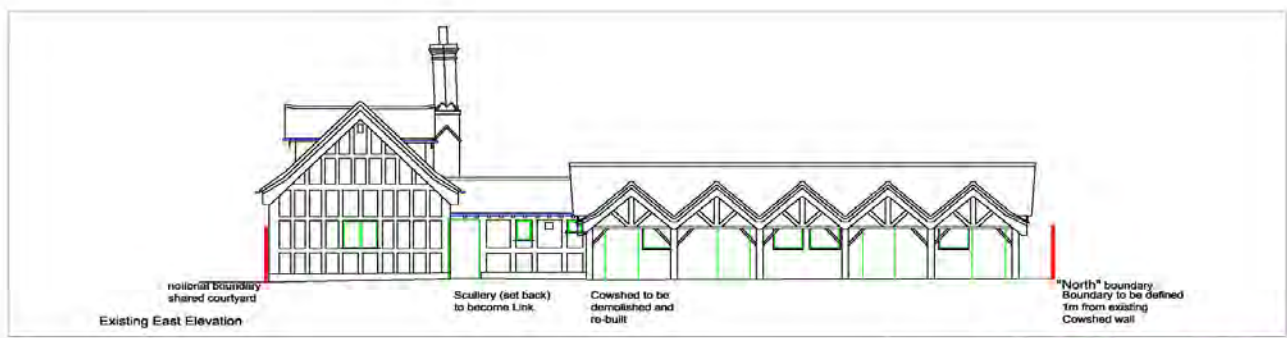 notional boundary
shared courtyard
Existing East Elevation
Scullery (set back)
to become Link
Cowshed to be
demolished and
re-built
"North" boundary
Boundary to be defined
1m from existing
Cowshed wall